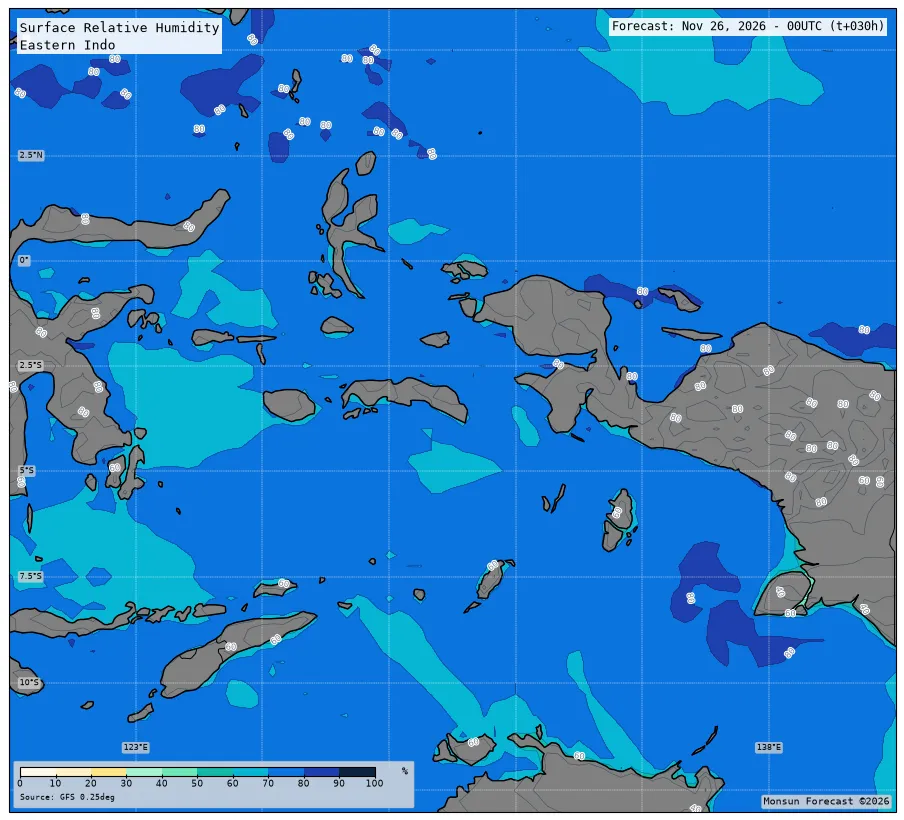 Surface Relative Humidity
Eastern Indo
Forecast: Nov 26, 2026 - 00UTC (t+030h)
2.5°N
0°
2.5°S
5°S
7.5°S
10°S
123°E
138°E
%
0 10 20 30 40 50 60 70 80 90 100
Source: GFS 0.25deg
Monsun Forecast ©2026